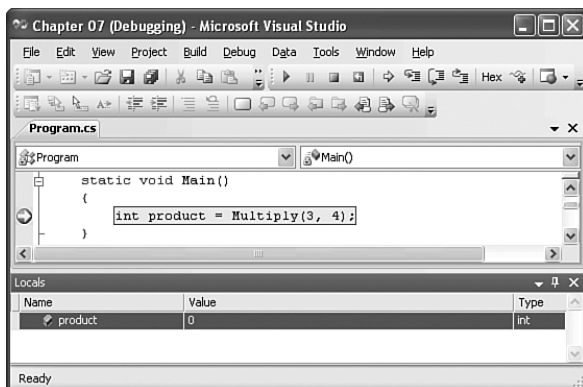 Chapter 07 (Debugging) - Microsoft Visual Studio
File Edit View Project Build Debug Data Tools Window Help
Hex
Program.cs
Program Main()
static void Main()
{
int product = Multiply(3, 4);
}
Locals
Name Value Type
product 0 int
Ready